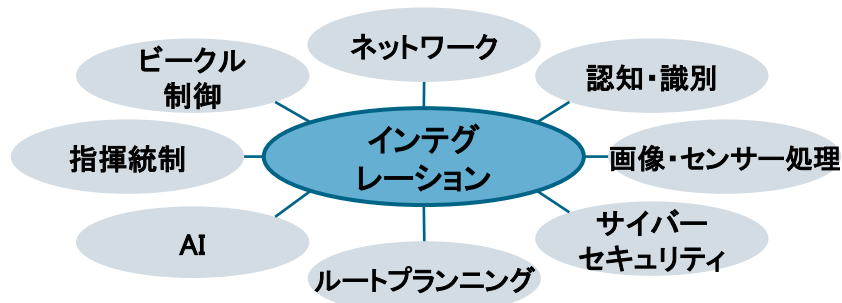 ネットワーク
ビークル
制御
認知・識別
指揮統制
インテグ
レーション
画像・センサー処理
AI
サイバー
セキュリティ
ルートプランニング